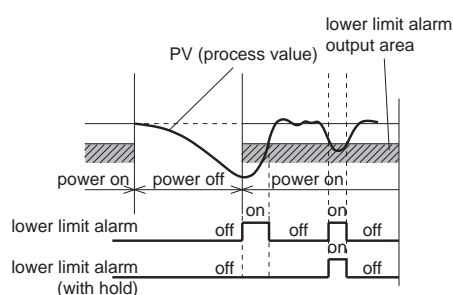 lower limit alarm
output area
PV (process value)
power on power off power on
on on
lower limit alarm off off off
on
lower limit alarm off off
(with hold)